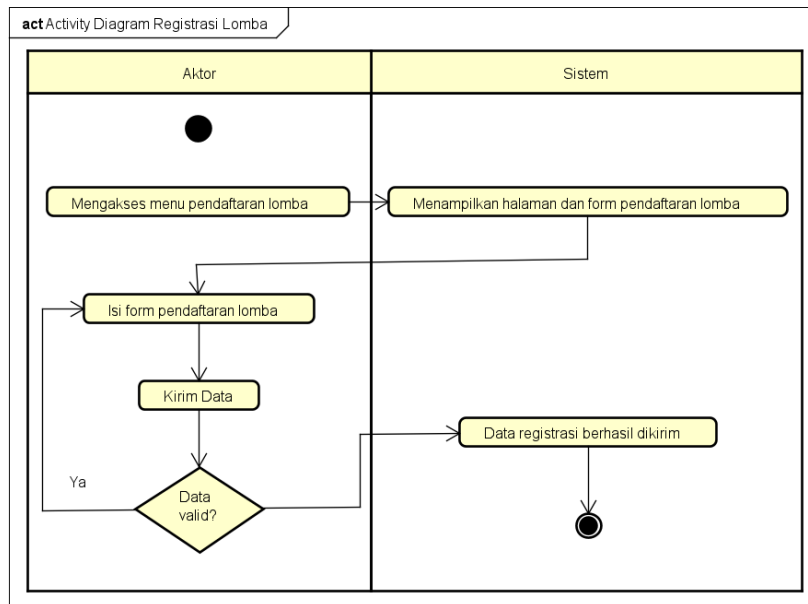 act Activity Diagram Registrasi Lomba
Aktor
Sistem
Mengakses menu pendaftaran lomba
Menampilkan halaman dan form pendaftaran lomba
Isi form pendaftaran lomba
Kirim Data
Data registrasi berhasil dikirim
Ya
Data
valid?